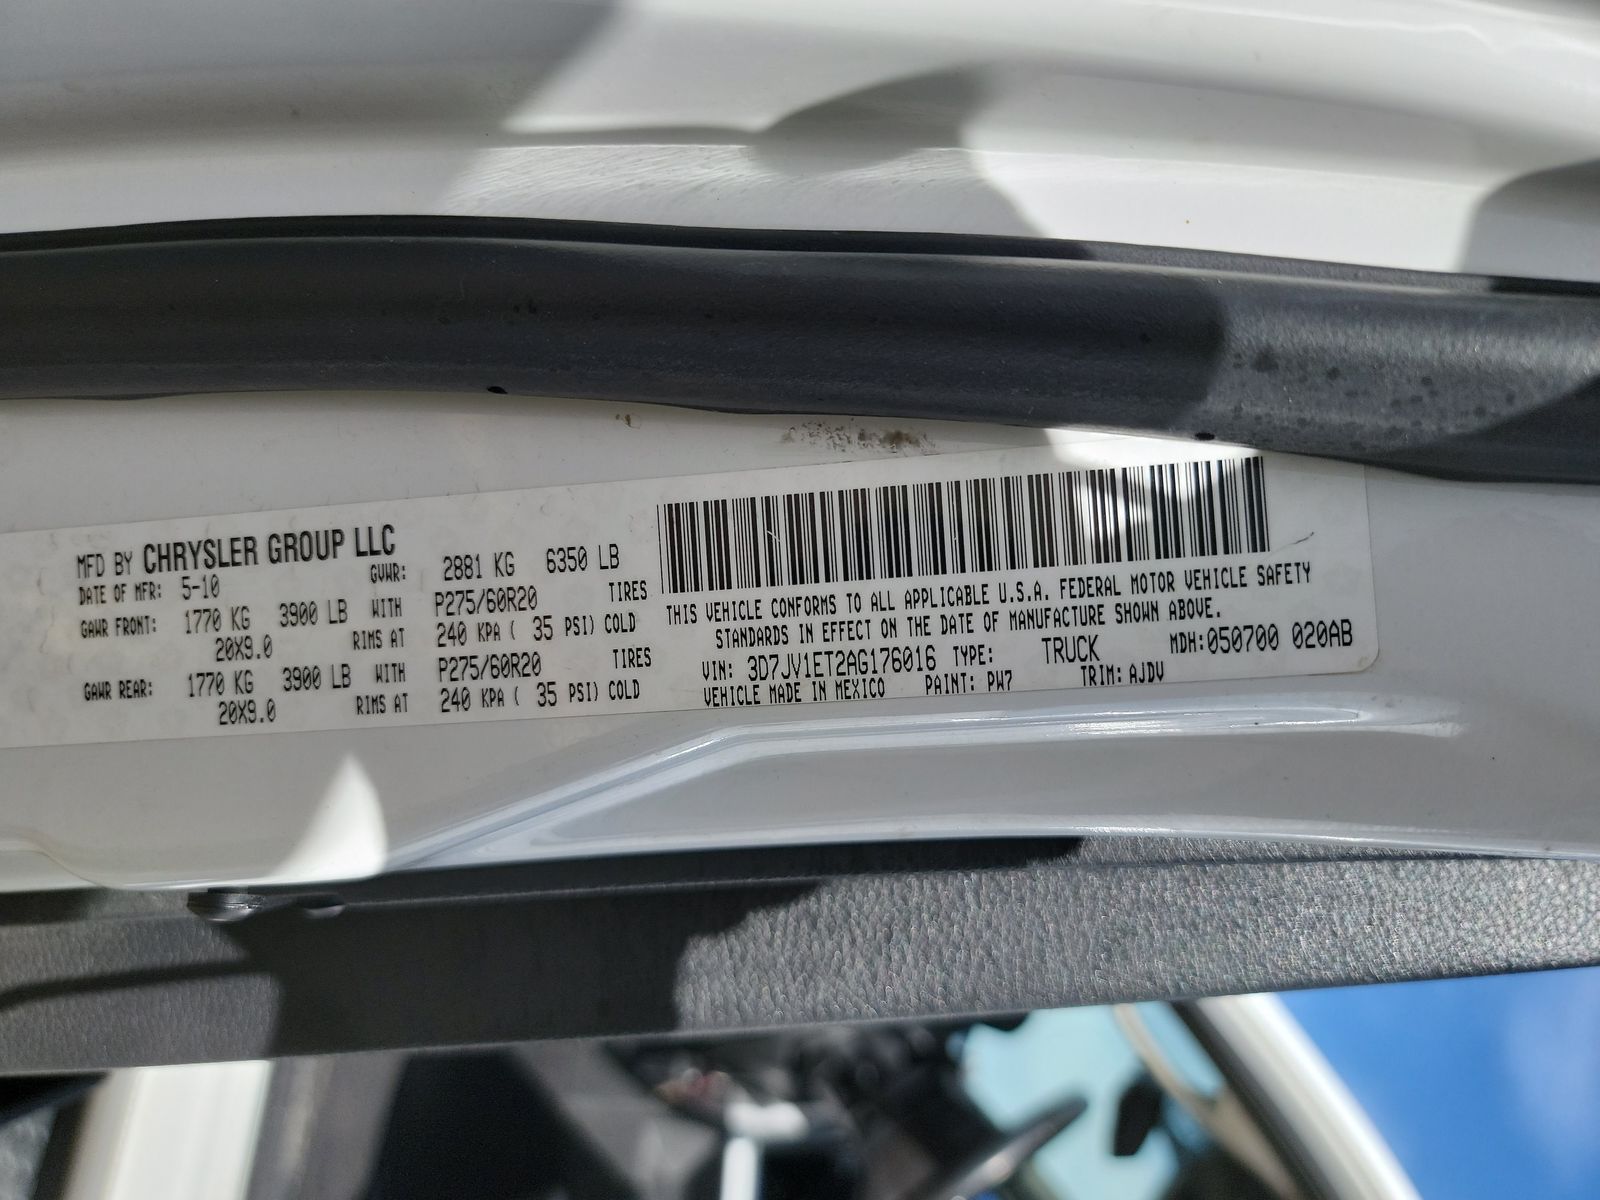 MFD BY CHRYSLER GROUP LLC
DATE OF MFR: 5-10 GVWR: 2881 KG 6350 LB
GAWR FRONT: 1770 KG 3900 LB WITH P275/60R20 TIRES
20X9.0 RIMS AT 240 KPA ( 35 PSI) COLD
GAWR REAR: 1770 KG 3900 LB WITH P275/60R20 TIRES
20X9.0 RIMS AT 240 KPA ( 35 PSI) COLD
THIS VEHICLE CONFORMS TO ALL APPLICABLE U.S.A. FEDERAL MOTOR VEHICLE SAFETY
STANDARDS IN EFFECT ON THE DATE OF MANUFACTURE SHOWN ABOVE.
VIN: 3D7JV1ET2AG176016 TYPE: TRUCK MDH:050700 020AB
VEHICLE MADE IN MEXICO PAINT: PW7 TRIM: AJDV